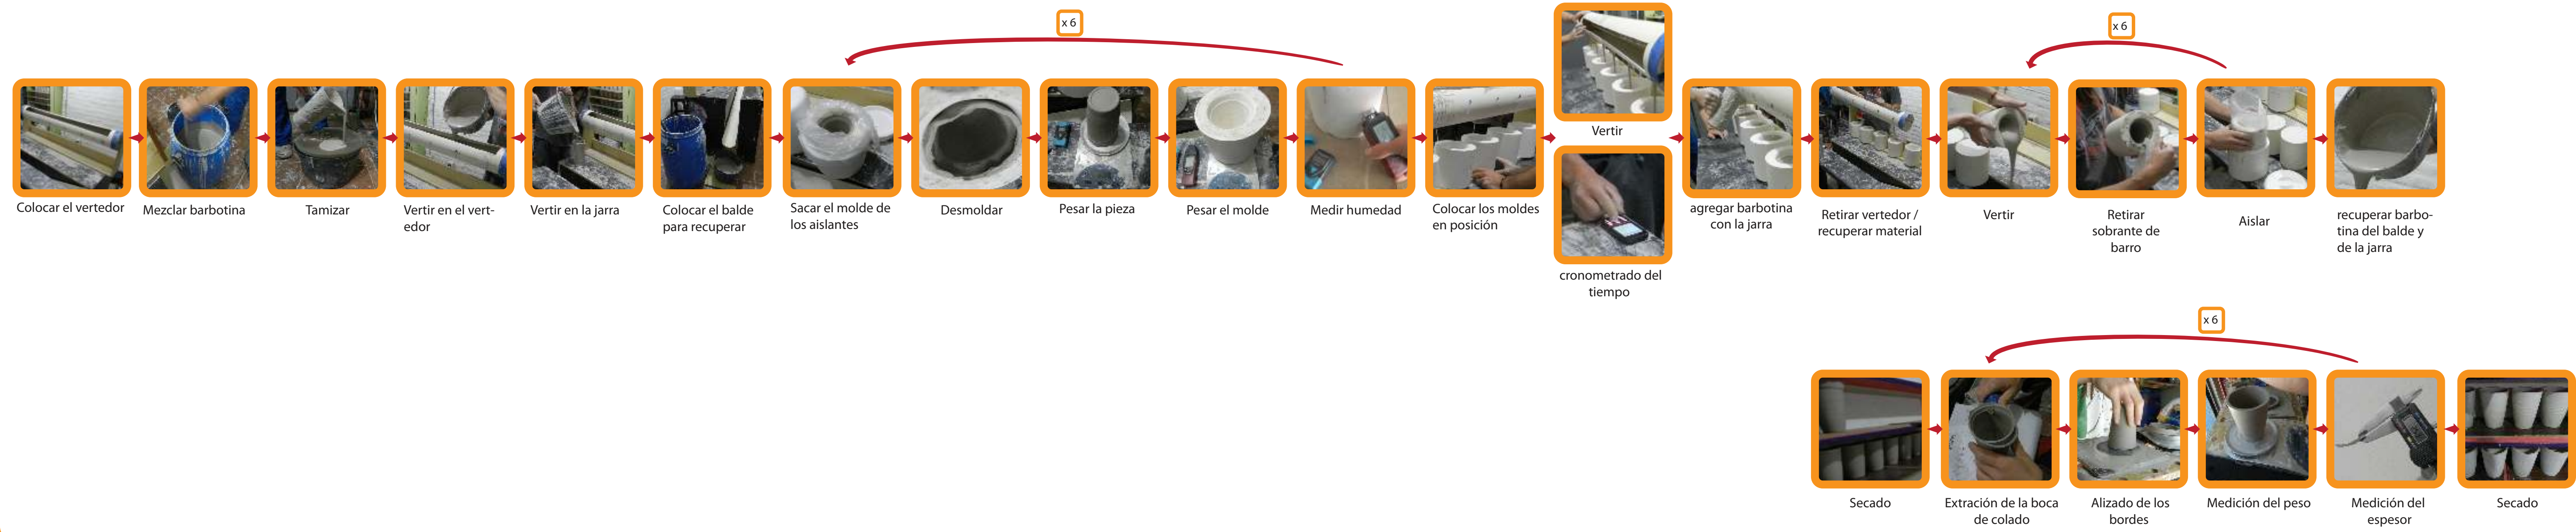 x 6
x 6
Vertir
Colocar el vertedor
Mezclar barbotina
Tamizar
Vertir en el vert-
edor
Vertir en la jarra
Colocar el balde
para recuperar
Sacar el molde de
los aislantes
Desmoldar
Pesar la pieza
Pesar el molde
Medir humedad
Colocar los moldes
en posición
cronometrado del
tiempo
agregar barbotina
con la jarra
Retirar vertedor /
recuperar material
Vertir
Retirar
sobrante de
barro
Aislar
recuperar barbo-
tina del balde y
de la jarra
x 6
Secado
Extración de la boca
de colado
Alizado de los
bordes
Medición del peso
Medición del
espesor
Secado